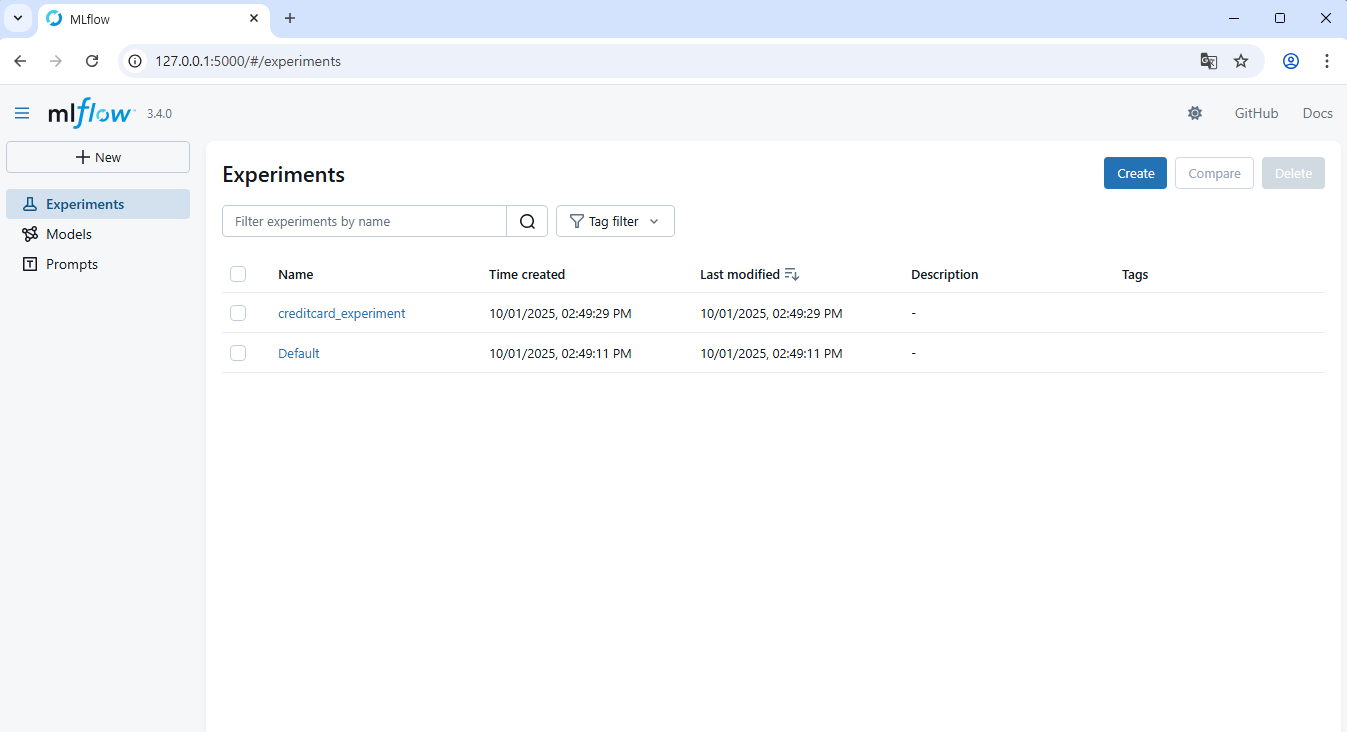 MLflow
127.0.0.1:5000/#/experiments
mlflow™ 3.4.0
GitHub Docs
New
Experiments
Models
Prompts
Experiments
Create Compare Delete
Filter experiments by name
Tag filter
Name Time created Last modified Description Tags
creditcard_experiment 10/01/2025, 02:49:29 PM 10/01/2025, 02:49:29 PM -
Default 10/01/2025, 02:49:11 PM 10/01/2025, 02:49:11 PM -